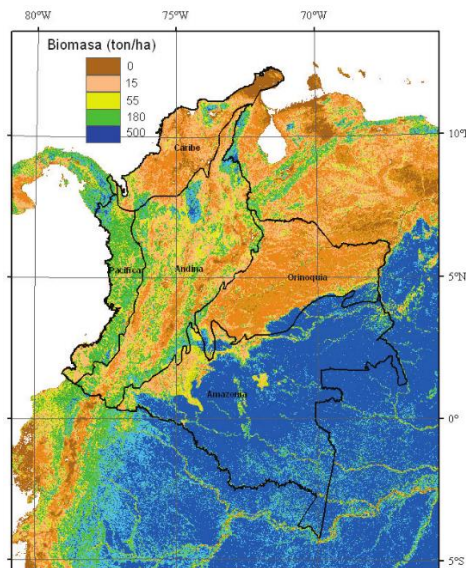 80°W 75°W 70°W
Biomasa (ton/ha)
0
15
55
180
500
10°N
Caribe
Pacífica
Andina
5°N
Orinoquia
Amazonia
0°
5°S